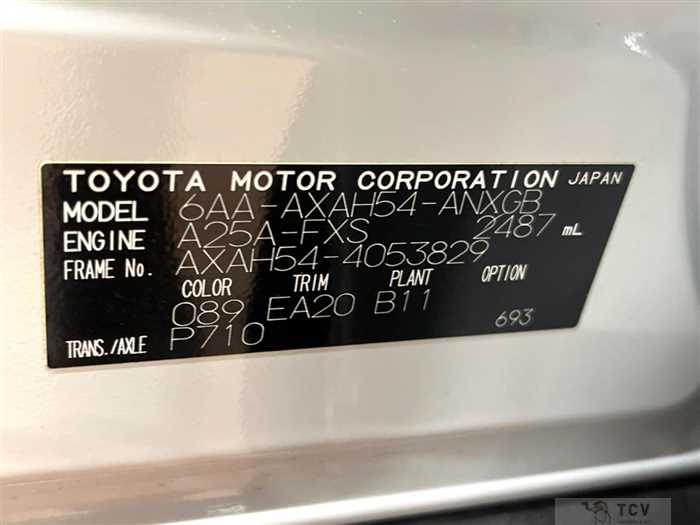 TOYOTA MOTOR CORPORATION JAPAN
MODEL 6AA-AXAH54-ANXGB
ENGINE A25A-FXS 2487 mL
FRAME No. AXAH54-4053829
COLOR TRIM PLANT OPTION
089 EA20 B11 693
TRANS./AXLE P710
TCV